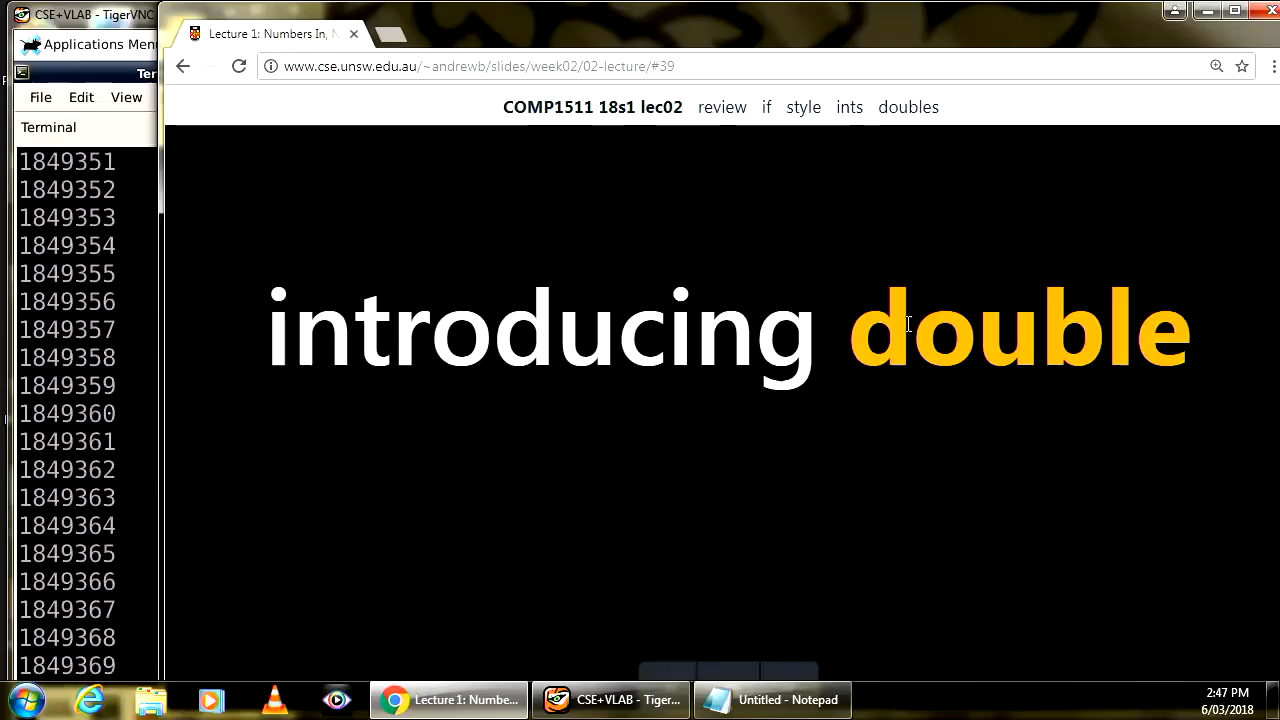 CSE+VLAB - TigerVNC
Applications Menu
Ter
File Edit View
Terminal
1849351
1849352
1849353
1849354
1849355
1849356
1849357
1849358
1849359
1849360
1849361
1849362
1849363
1849364
1849365
1849366
1849367
1849368
1849369
Lecture 1: Numbers In, N
www.cse.unsw.edu.au/~andrewb/slides/week02/02-lecture/#39
COMP1511 18s1 lec02 review if style ints doubles
introducing double
Lecture 1: Numbe... CSE+VLAB - Tiger... Untitled - Notepad
2:47 PM
6/03/2018